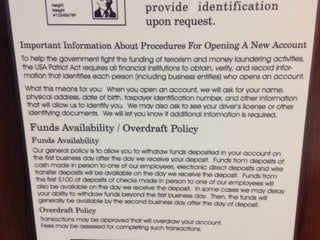 Height
Weight
#123456789
provide identification
upon request.
Important Information About Procedures For Opening A New Account
To help the government fight the funding of terrorism and money laundering activities,
the USA Patriot Act requires all financial institutions to obtain, verify, and record infor-
mation that identifies each person (including business entities) who opens an account.
What this means for you: When you open an account, we will ask for your name,
physical address, date of birth, taxpayer identification number, and other information
that will allow us to identify you. We may also ask to see your driver's license or other
identifying documents. We will let you know if additional information is required.
Funds Availability / Overdraft Policy
Funds Availability
Our general policy is to allow you to withdraw funds deposited in your account on
the first business day after the day we receive your deposit. Funds from deposits of
cash made in person to one of our employees, electronic direct deposits and wire
transfer deposits will be available on the day we receive the deposit. Funds from
the first $100 of deposits of checks made in person to one of our employees will
also be available on the day we receive the deposit. In some cases we may delay
your ability to withdraw funds beyond the first business day. Then, the funds will
generally be available by the second business day after the day of deposit.
Overdraft Policy
Transactions may be approved that will overdraw your account.
Fees may be assessed for completing such transactions.